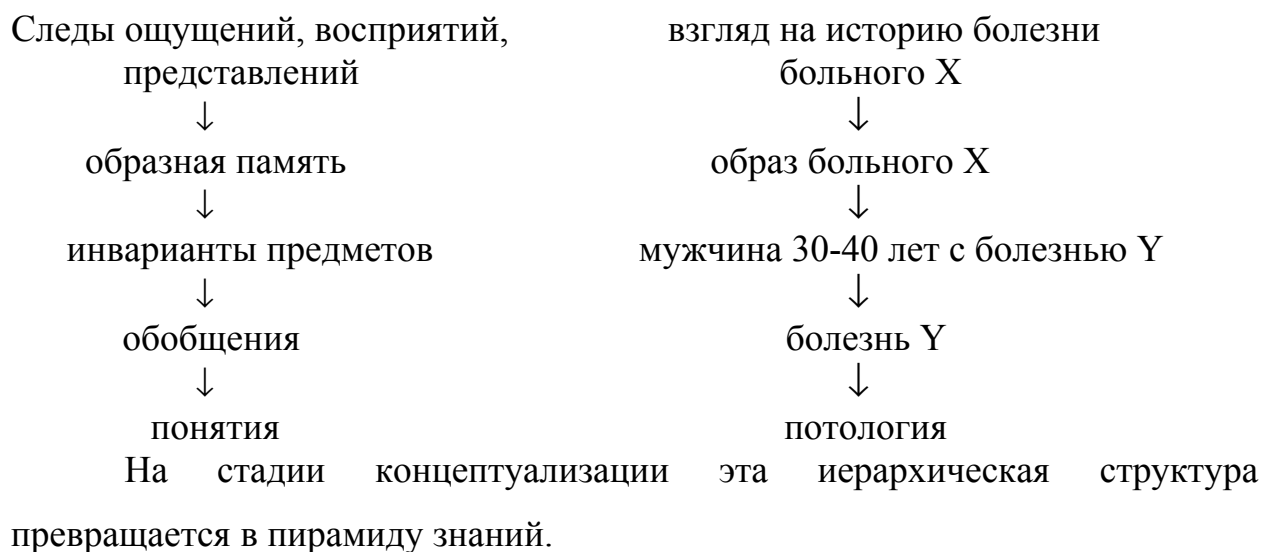 Следы ощущений, восприятий, взгляд на историю болезни
представлений больного X
↓ ↓
образная память образ больного X
↓ ↓
инварианты предметов мужчина 30-40 лет с болезнью Y
↓ ↓
обобщения болезнь Y
↓ ↓
понятия потология
На стадии концептуализации эта иерархическая структура
превращается в пирамиду знаний.